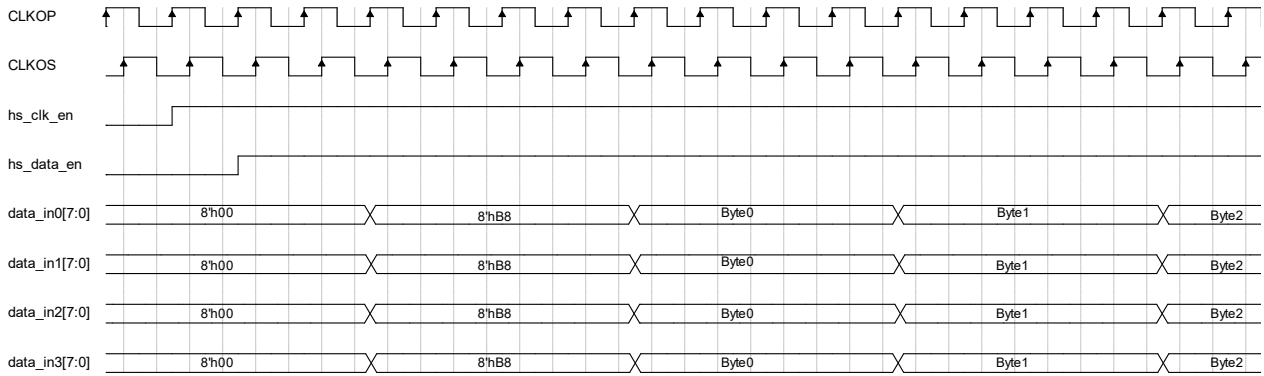 CLKOP
CLKOS
hs_clk_en
hs_data_en
data_in0[7:0] 8'h00 8'hB8 Byte0 Byte1 Byte2
data_in1[7:0] 8'h00 8'hB8 Byte0 Byte1 Byte2
data_in2[7:0] 8'h00 8'hB8 Byte0 Byte1 Byte2
data_in3[7:0] 8'h00 8'hB8 Byte0 Byte1 Byte2